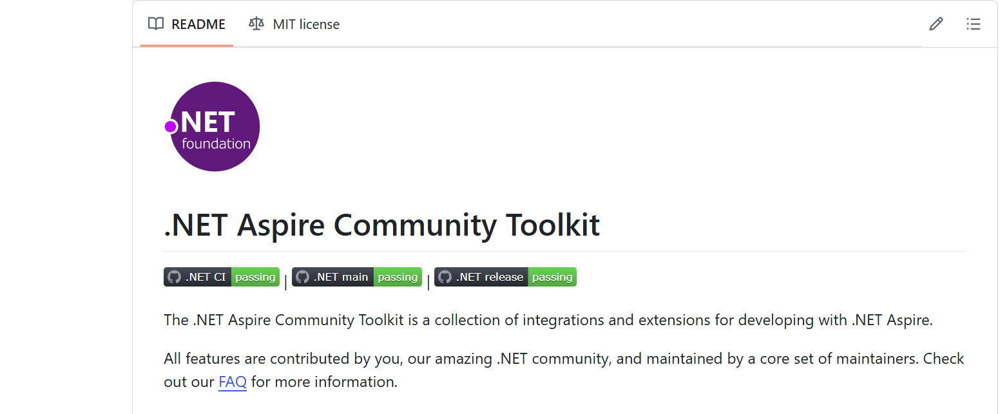 README MIT license
NET
foundation
.NET Aspire Community Toolkit
.NET CI passing | .NET main passing | .NET release passing
The .NET Aspire Community Toolkit is a collection of integrations and extensions for developing with .NET Aspire.
All features are contributed by you, our amazing .NET community, and maintained by a core set of maintainers. Check
out our FAQ for more information.